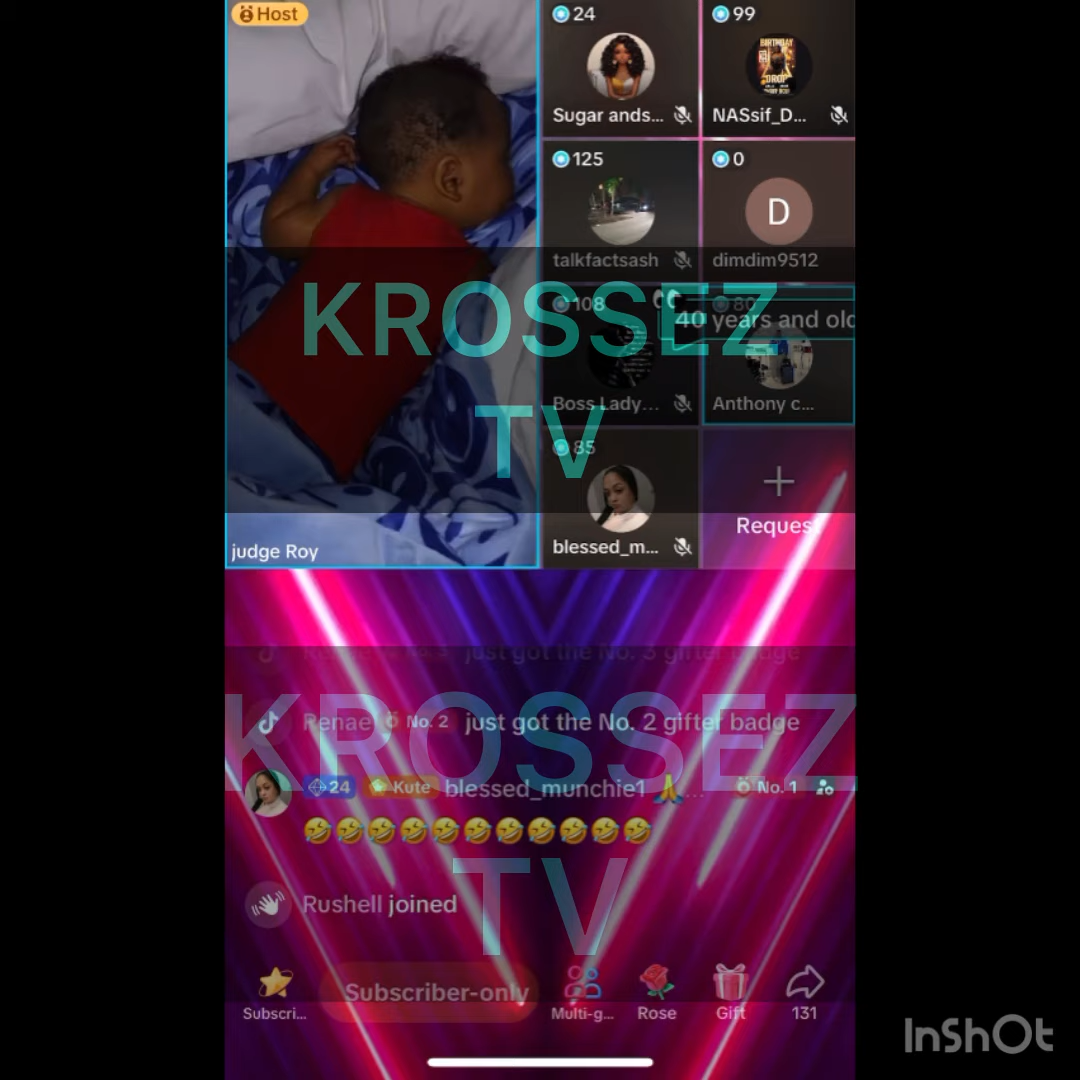 Host
24
99
BIRTHDAY
DROP
Sugar ands...
NASsif_D...
125
0
D
talkfactsash
dimdim9512
108
80
40 years and old
KROSSEZ
TV
Boss Lady...
Anthony c...
85
Request
judge Roy
blessed_m...
just got the No. 3 gifter badge
Renae No. 2 just got the No. 2 gifter badge
KROSSEZ
24 Kute blessed_munchie1 ... No. 1
TV
Rushell joined
Subscri...
Subscriber-only
Multi-g...
Rose
Gift
131
InShOt